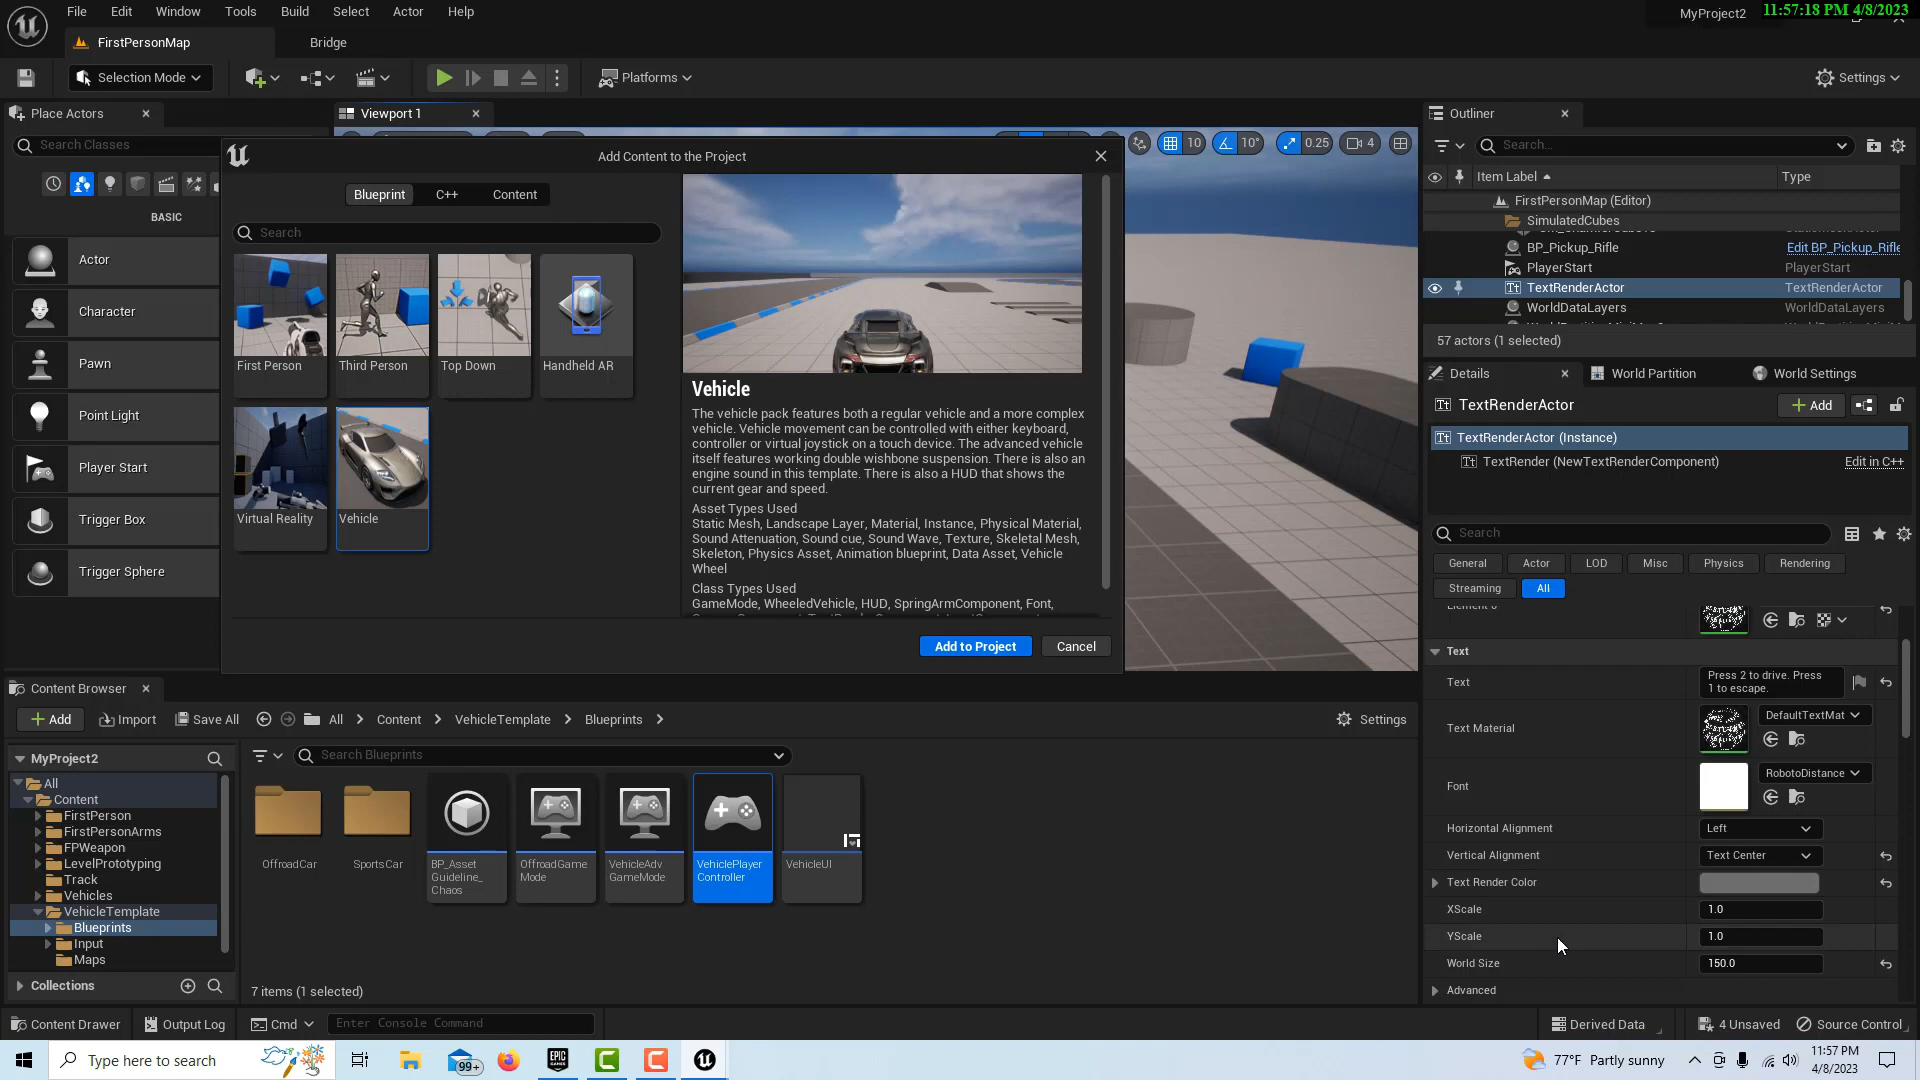 File Edit Window Tools Build Select Actor Help
MyProject2
11:57:18 PM 4/8/2023
FirstPersonMap
Bridge
Selection Mode
Platforms
Settings
Place Actors
Search Classes
BASIC
Actor
Character
Pawn
Point Light
Player Start
Trigger Box
Trigger Sphere
Viewport 1
10
10°
0.25
4
Add Content to the Project
Blueprint
C++
Content
Search
First Person
Third Person
Top Down
Handheld AR
Virtual Reality
Vehicle
Vehicle
The vehicle pack features both a regular vehicle and a more complex
vehicle. Vehicle movement can be controlled with either keyboard,
controller or virtual joystick on a touch device. The advanced vehicle
itself features working double wishbone suspension. There is also an
engine sound in this template. There is also a HUD that shows the
current gear and speed.
Asset Types Used
Static Mesh, Landscape Layer, Material, Instance, Physical Material,
Sound Attenuation, Sound cue, Sound Wave, Texture, Skeletal Mesh,
Skeleton, Physics Asset, Animation blueprint, Data Asset, Vehicle
Wheel
Class Types Used
GameMode, WheeledVehicle, HUD, SpringArmComponent, Font,
Add to Project
Cancel
Outliner
Search...
Item Label
Type
FirstPersonMap (Editor)
SimulatedCubes
BP_Pickup_Rifle
Edit BP_Pickup_Rifle
PlayerStart
PlayerStart
TextRenderActor
TextRenderActor
WorldDataLayers
WorldDataLayers
57 actors (1 selected)
Details
World Partition
World Settings
TextRenderActor
Add
TextRenderActor (Instance)
TextRender (NewTextRenderComponent)
Edit in C++
Search
General
Actor
LOD
Misc
Physics
Rendering
Streaming
All
Text
Text
Press 2 to drive. Press
1 to escape.
Text Material
DefaultTextMat
Font
RobotoDistance
Horizontal Alignment
Left
Vertical Alignment
Text Center
Text Render Color
XScale
1.0
YScale
1.0
World Size
150.0
Advanced
Content Browser
Add
Import
Save All
All
Content
VehicleTemplate
Blueprints
Settings
MyProject2
Search Blueprints
All
Content
FirstPerson
FirstPersonArms
FPWeapon
LevelPrototyping
Track
Vehicles
VehicleTemplate
Blueprints
Input
Maps
Collections
OffroadCar
SportsCar
BP_Asset
Guideline_
Chaos
OffroadGame
Mode
VehicleAdv
GameMode
VehiclePlayer
Controller
VehicleUI
7 items (1 selected)
Content Drawer
Output Log
Cmd
Enter Console Command
Derived Data
4 Unsaved
Source Control
Type here to search
99+
EPIC
GAMES
77°F Partly sunny
11:57 PM
4/8/2023